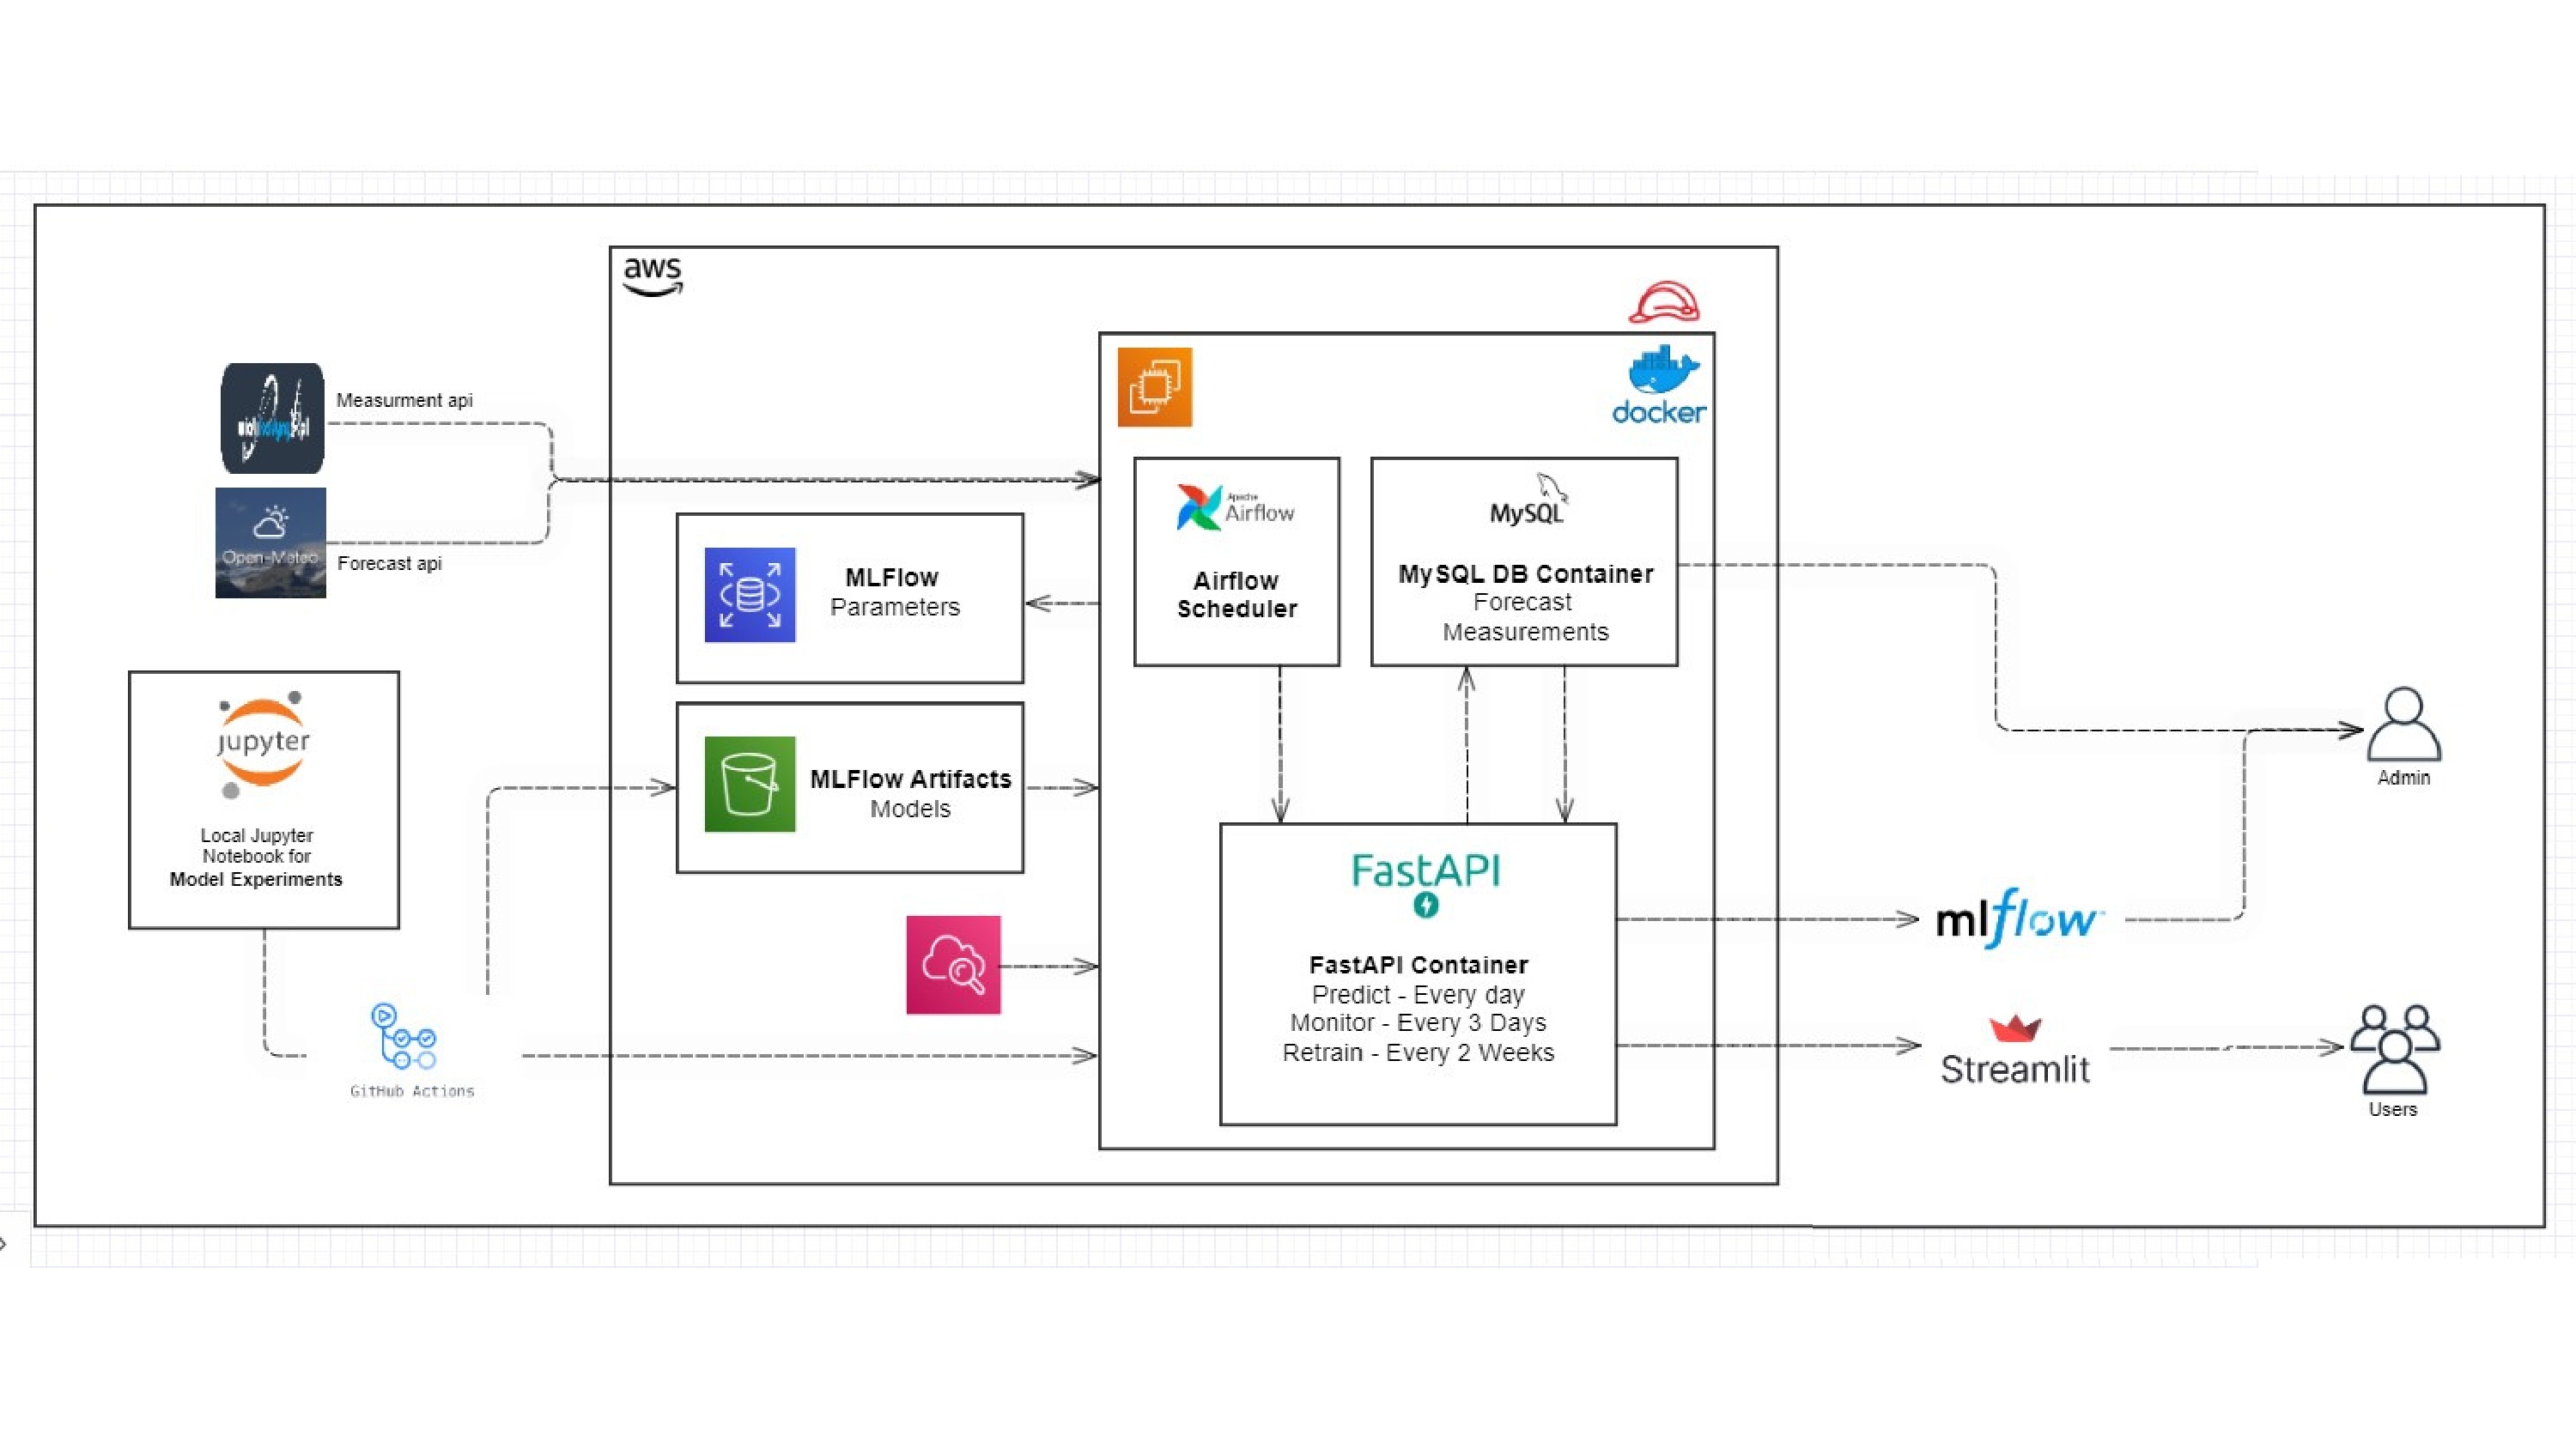 aws
Measurment api
Open-Meteo
Forecast api
docker
Apache
Airflow
Airflow
Scheduler
MySQL
MySQL DB Container
Forecast
Measurements
MLFlow
Parameters
MLFlow Artifacts
Models
jupyter
Local Jupyter
Notebook for
Model Experiments
GitHub Actions
FastAPI
FastAPI Container
Predict - Every day
Monitor - Every 3 Days
Retrain - Every 2 Weeks
mlflow
Streamlit
Admin
Users